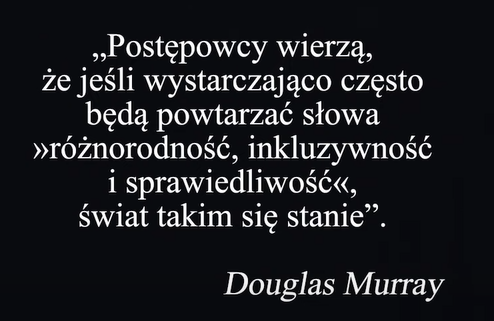 „Postępowcy wierzą,
że jeśli wystarczająco często
będą powtarzać słowa
»różnorodność, inkluzywność
i sprawiedliwość«,
świat takim się stanie”.
Douglas Murray